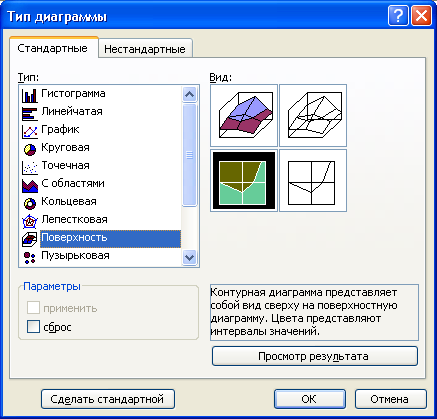 Тип диаграммы
Стандартные
Нестандартные
Тип:
Вид:
Гистограмма
Линейчатая
График
Круговая
Точечная
С областями
Кольцевая
Лепестковая
Поверхность
Пузырьковая
Параметры
применить
сброс
Контурная диаграмма представляет
собой вид сверху на поверхностную
диаграмму. Цвета представляют
интервалы значений.
Просмотр результата
Сделать стандартной
ОК
Отмена